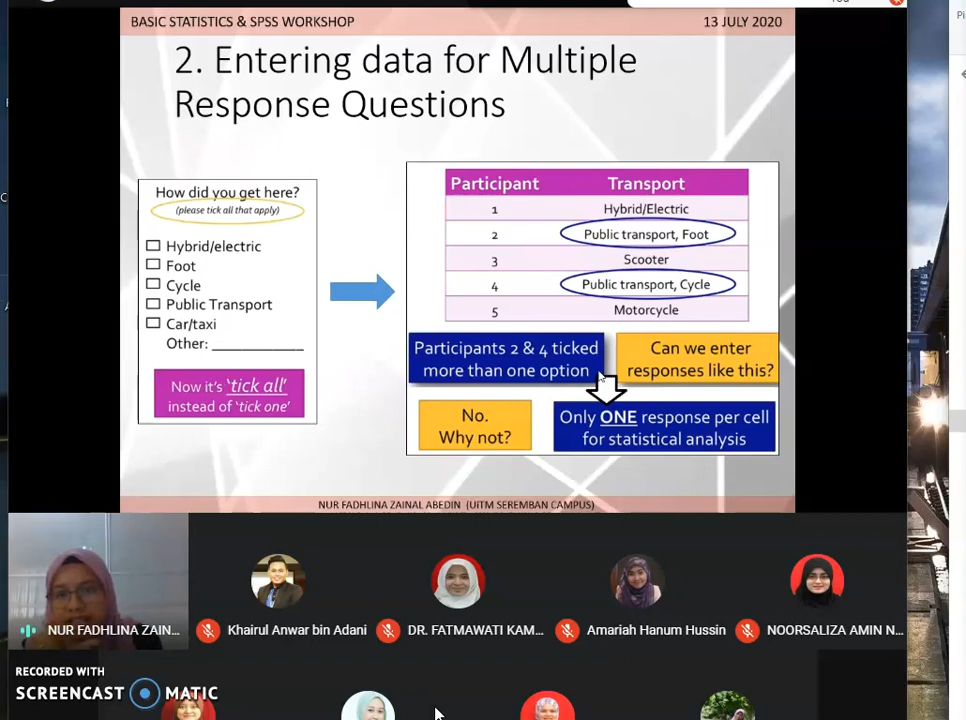 BASIC STATISTICS & SPSS WORKSHOP
13 JULY 2020
2. Entering data for Multiple
Response Questions
How did you get here?
(please tick all that apply)
Hybrid/electric
Foot
Cycle
Public Transport
Car/taxi
Other: ___________
Now it's 'tick all'
instead of 'tick one'
Participant Transport
1 Hybrid/Electric
2 Public transport, Foot
3 Scooter
4 Public transport, Cycle
5 Motorcycle
Participants 2 & 4 ticked
more than one option
Can we enter
responses like this?
No.
Why not?
Only ONE response per cell
for statistical analysis
NUR FADHLINA ZAINAL ABEDIN (UITM SEREMBAN CAMPUS)
NUR FADHLINA ZAIN...
Khairul Anwar bin Adani
DR. FATMAWATI KAM...
Amariah Hanum Hussin
NOORSALIZA AMIN N...
RECORDED WITH
SCREENCAST MATIC